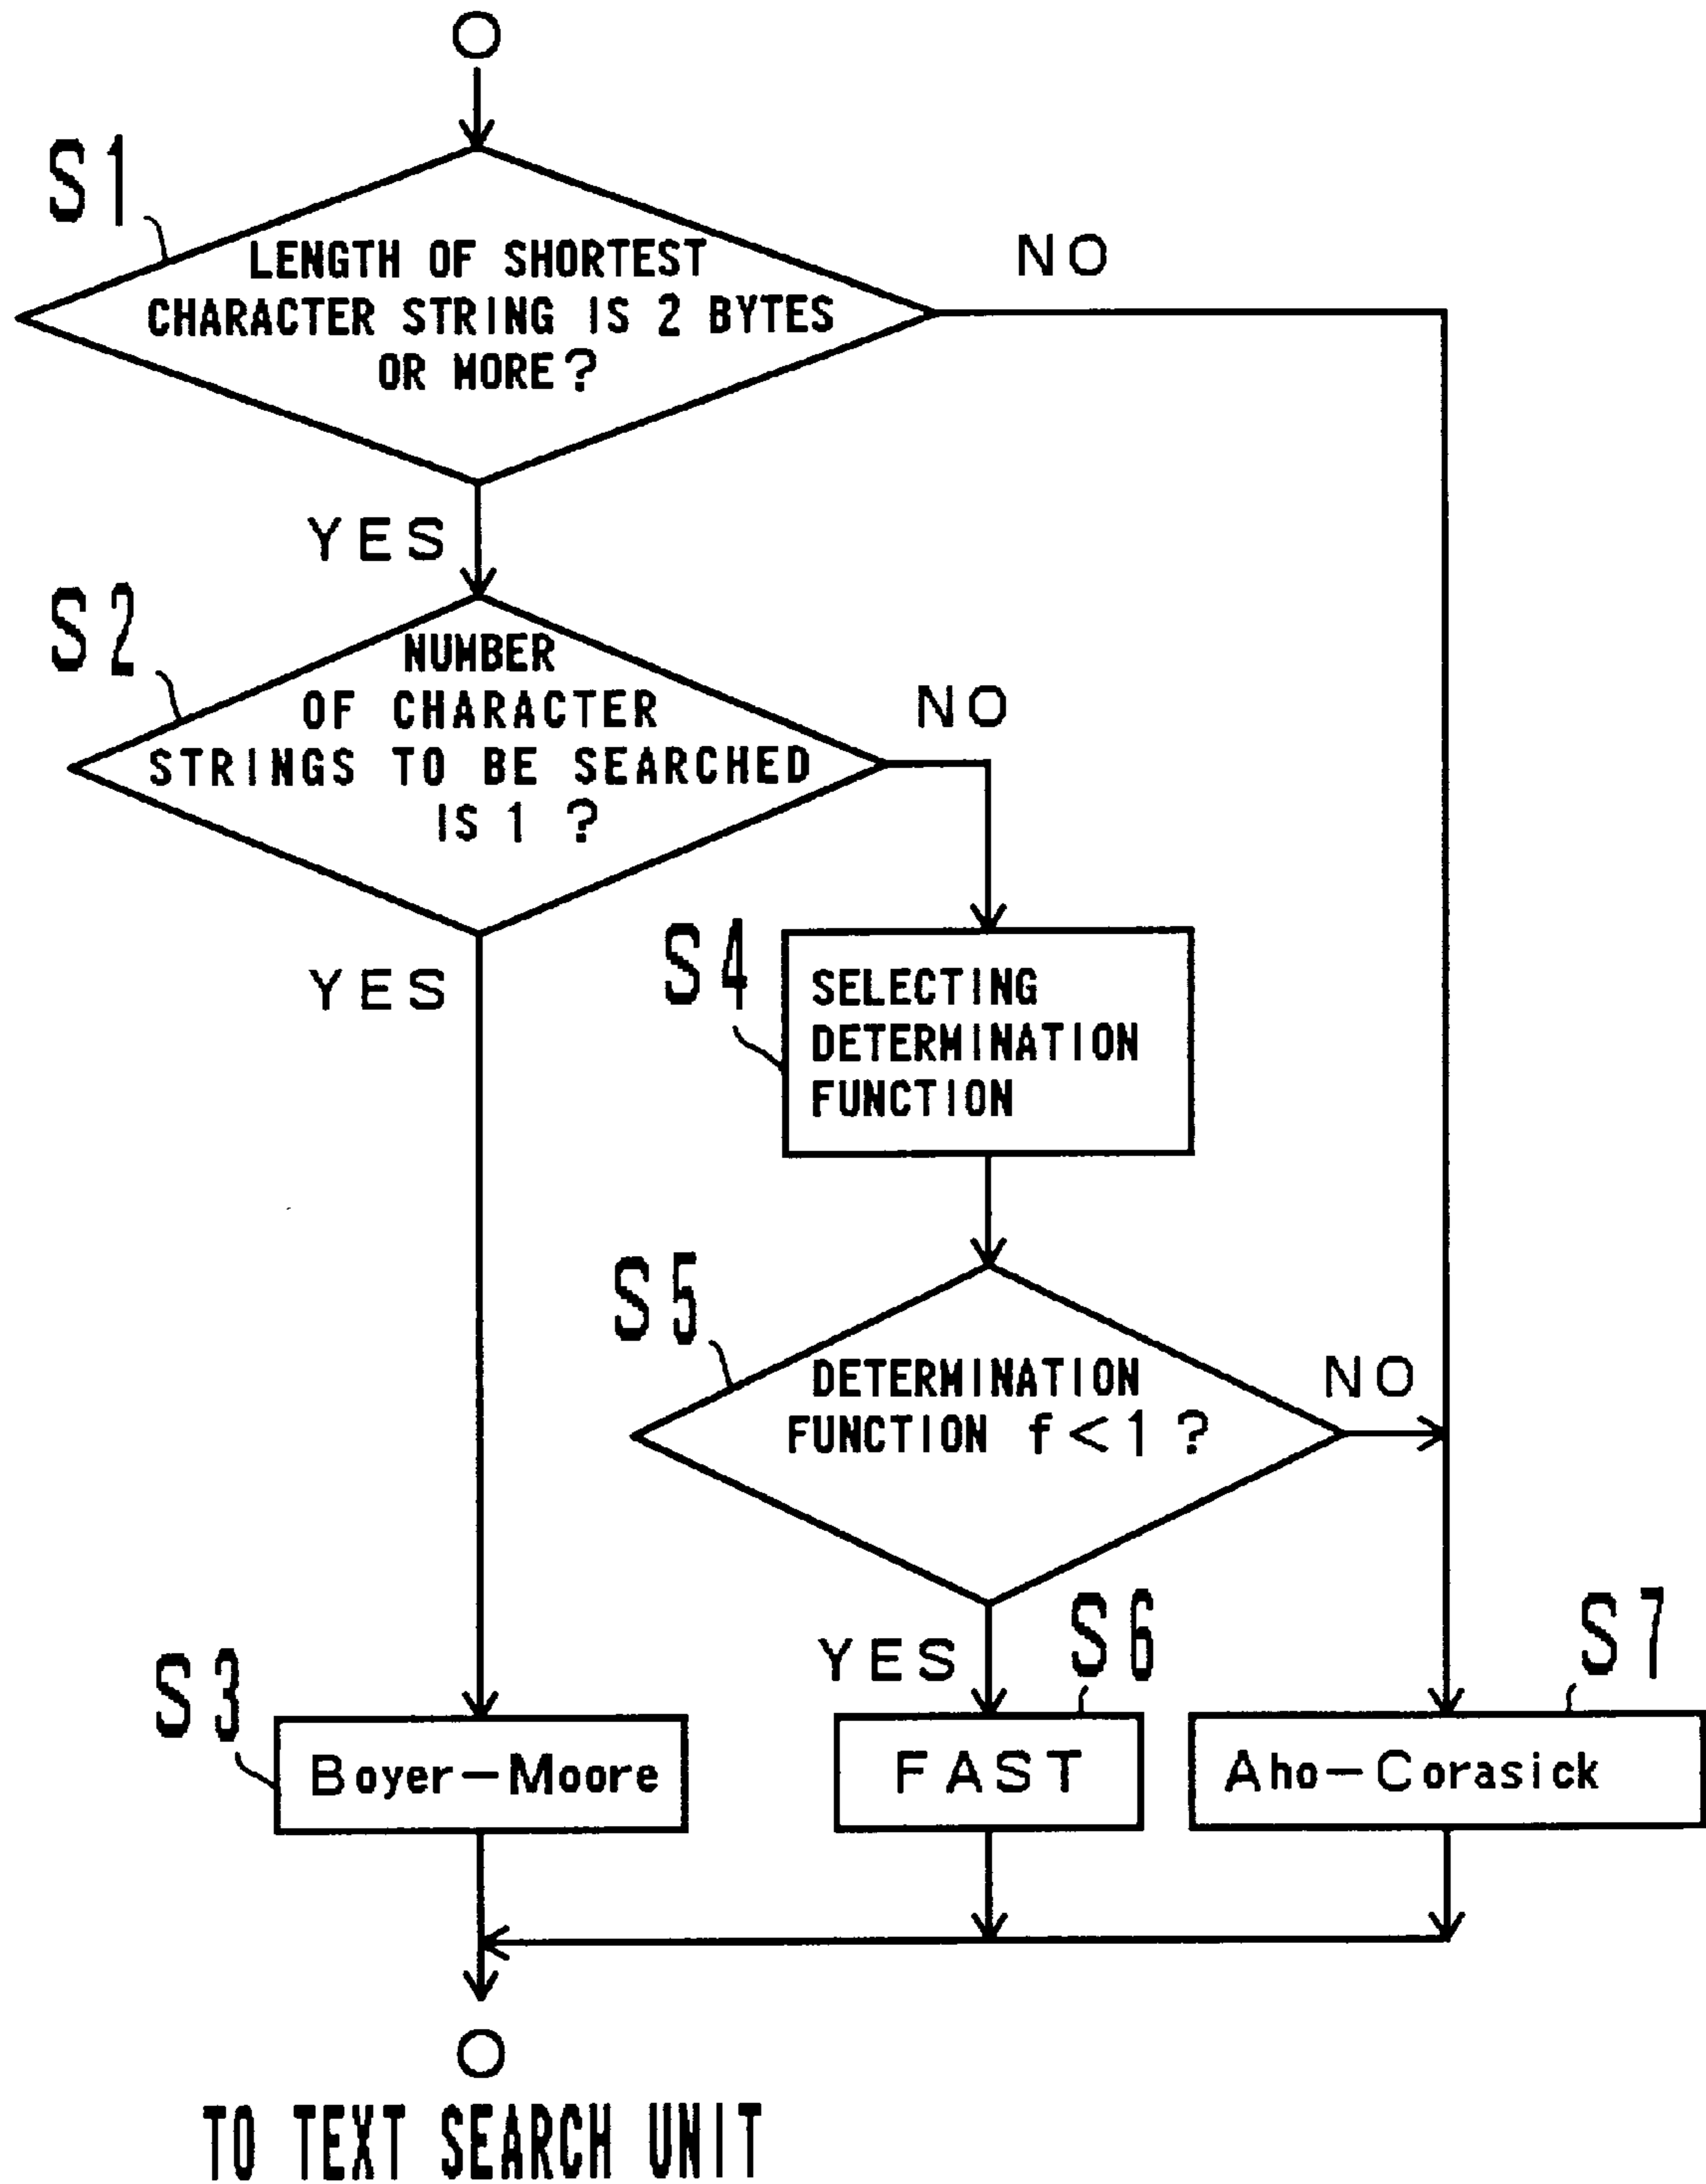 S1
LENGTH OF SHORTEST
CHARACTER STRING IS 2 BYTES
OR MORE?
NO
YES
S2
NUMBER
OF CHARACTER
STRINGS TO BE SEARCHED
IS 1 ?
NO
YES
S4
SELECTING
DETERMINATION
FUNCTION
S5
DETERMINATION
FUNCTION f<1 ?
NO
YES
S3
Boyer-Moore
S6
FAST
S7
Aho-Corasick
TO TEXT SEARCH UNIT